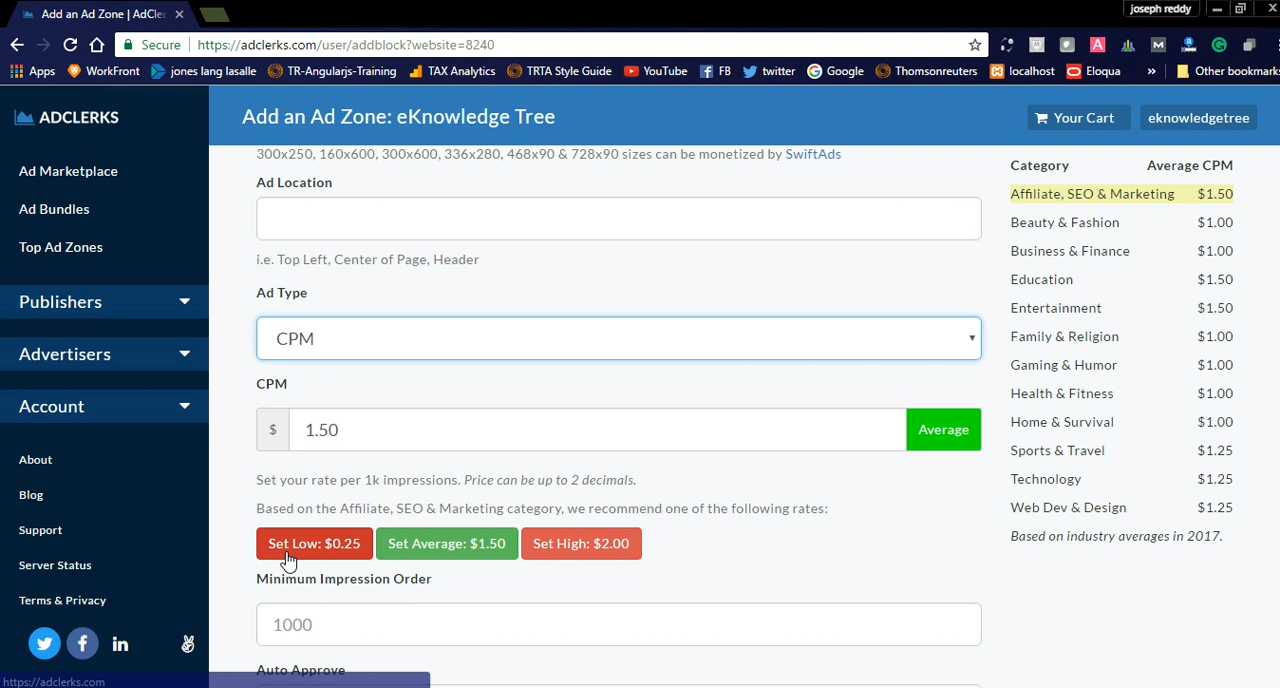 Add an Ad Zone | AdCler
joseph reddy
Secure
https://adclerks.com/user/addblock?website=8240
Apps
WorkFront
jones lang lasalle
TR-Angularjs-Training
TAX Analytics
TRTA Style Guide
YouTube
FB
twitter
Google
Thomsonreuters
localhost
Eloqua
»
Other bookmarks
ADCLERKS
Add an Ad Zone: eKnowledge Tree
Your Cart
eknowledgetree
Ad Marketplace
Ad Bundles
Top Ad Zones
Publishers
Advertisers
Account
About
Blog
Support
Server Status
Terms & Privacy
300x250, 160x600, 300x600, 336x280, 468x90 & 728x90 sizes can be monetized by SwiftAds
Ad Location
i.e. Top Left, Center of Page, Header
Ad Type
CPM
CPM
$ 1.50 Average
Set your rate per 1k impressions. Price can be up to 2 decimals.
Based on the Affiliate, SEO & Marketing category, we recommend one of the following rates:
Set Low: $0.25 Set Average: $1.50 Set High: $2.00
Minimum Impression Order
1000
Auto Approve
Category Average CPM
Affiliate, SEO & Marketing $1.50
Beauty & Fashion $1.00
Business & Finance $1.00
Education $1.50
Entertainment $1.50
Family & Religion $1.00
Gaming & Humor $1.00
Health & Fitness $1.00
Home & Survival $1.00
Sports & Travel $1.25
Technology $1.25
Web Dev & Design $1.25
Based on industry averages in 2017.
https://adclerks.com